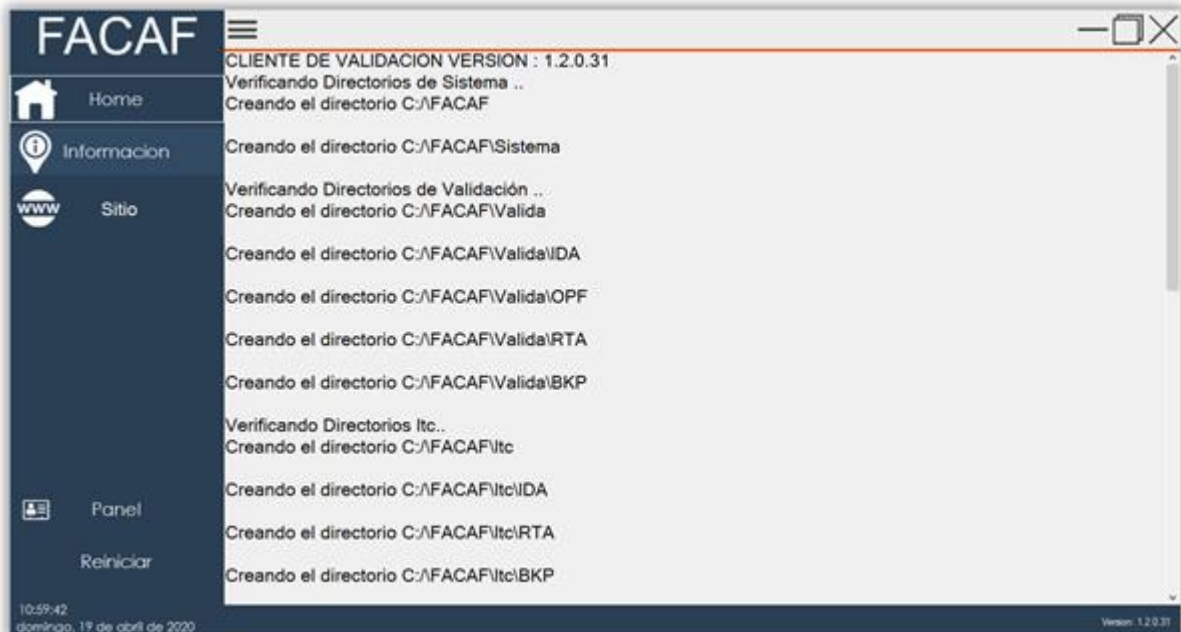 FACAF
Home
Informacion
www
Sitio
Panel
Reiniciar
10:59:42
domingo, 19 de abril de 2020
CLIENTE DE VALIDACION VERSION : 1.2.0.31
Verificando Directorios de Sistema ..
Creando el directorio C:/\FACAF
Creando el directorio C:/\FACAF\Sistema
Verificando Directorios de Validación ..
Creando el directorio C:/\FACAF\Valida
Creando el directorio C:/\FACAF\Valida\IDA
Creando el directorio C:/\FACAF\Valida\OPF
Creando el directorio C:/\FACAF\Valida\RTA
Creando el directorio C:/\FACAF\Valida\BKP
Verificando Directorios Itc..
Creando el directorio C:/\FACAF\Itc
Creando el directorio C:/\FACAF\Itc\IDA
Creando el directorio C:/\FACAF\Itc\RTA
Creando el directorio C:/\FACAF\Itc\BKP
Version: 1.2.0.31